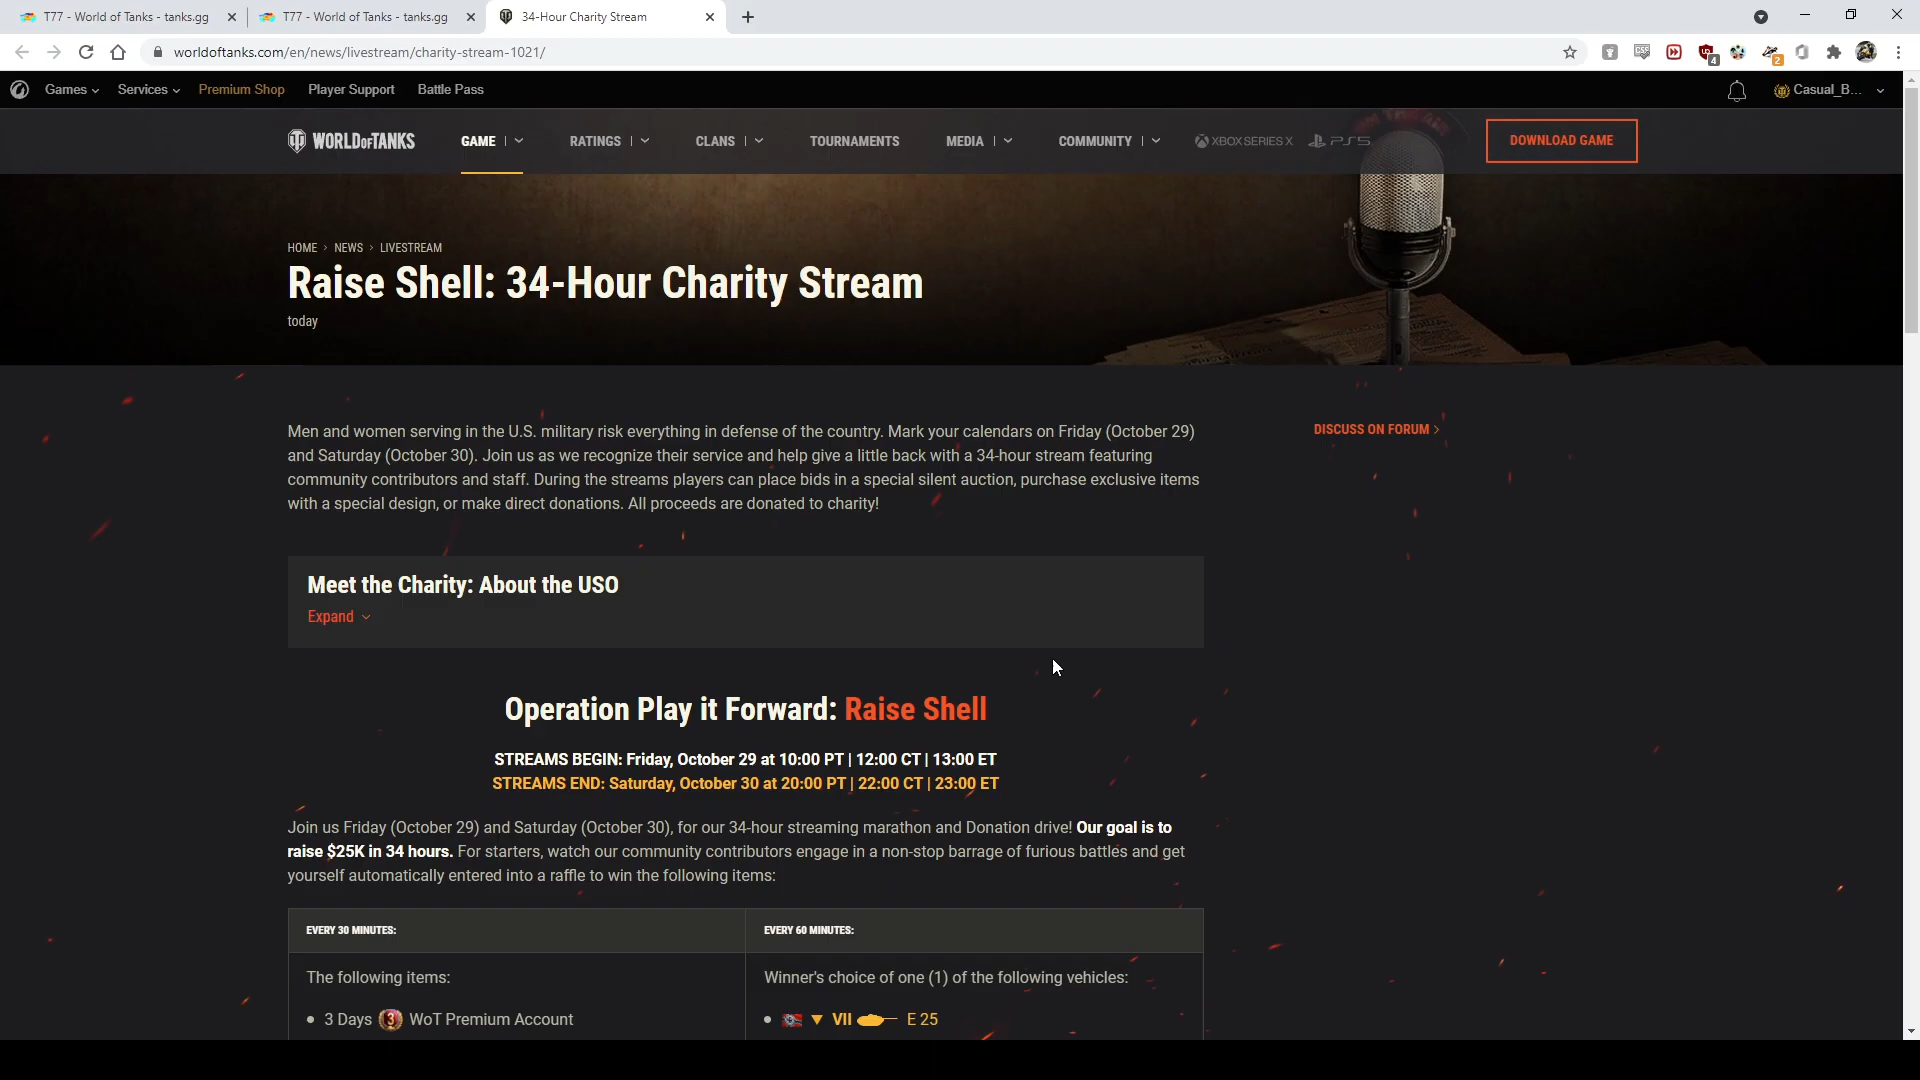 T77 - World of Tanks - tanks.gg
T77 - World of Tanks - tanks.gg
34-Hour Charity Stream
worldoftanks.com/en/news/livestream/charity-stream-1021/
4
2
Games
Services
Premium Shop
Player Support
Battle Pass
Casual_B...
WORLD OF TANKS
GAME
RATINGS
CLANS
TOURNAMENTS
MEDIA
COMMUNITY
XBOX SERIES X
PS5
ON THE AIR
DOWNLOAD GAME
HOME > NEWS > LIVESTREAM
Raise Shell: 34-Hour Charity Stream
today
Men and women serving in the U.S. military risk everything in defense of the country. Mark your calendars on Friday (October 29)
and Saturday (October 30). Join us as we recognize their service and help give a little back with a 34-hour stream featuring
community contributors and staff. During the streams players can place bids in a special silent auction, purchase exclusive items
with a special design, or make direct donations. All proceeds are donated to charity!
DISCUSS ON FORUM >
Meet the Charity: About the USO
Expand
Operation Play it Forward: Raise Shell
STREAMS BEGIN: Friday, October 29 at 10:00 PT | 12:00 CT | 13:00 ET
STREAMS END: Saturday, October 30 at 20:00 PT | 22:00 CT | 23:00 ET
Join us Friday (October 29) and Saturday (October 30), for our 34-hour streaming marathon and Donation drive! Our goal is to
raise $25K in 34 hours. For starters, watch our community contributors engage in a non-stop barrage of furious battles and get
yourself automatically entered into a raffle to win the following items:
EVERY 30 MINUTES:
EVERY 60 MINUTES:
The following items:
Winner's choice of one (1) of the following vehicles:
• 3 Days 3 WoT Premium Account
• VII E 25